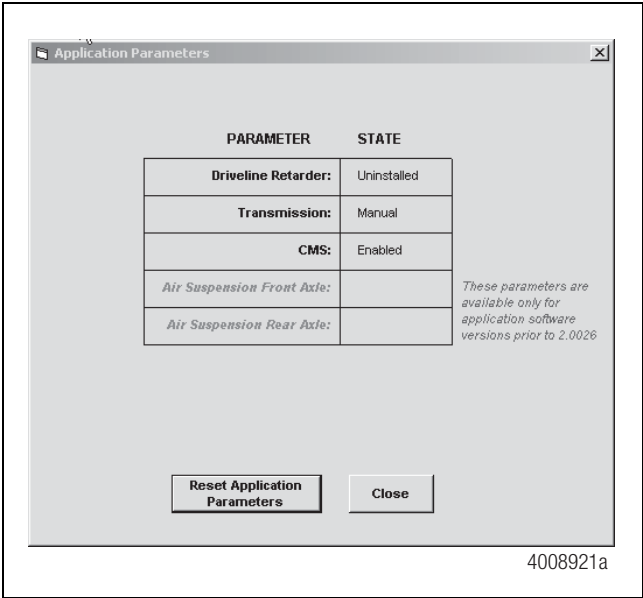 Application Parameters
PARAMETER STATE
Driveline Retarder: Uninstalled
Transmission: Manual
CMS: Enabled
Air Suspension Front Axle:
Air Suspension Rear Axle:
These parameters are
available only for
application software
versions prior to 2.0026
Reset Application
Parameters
Close
4008921a